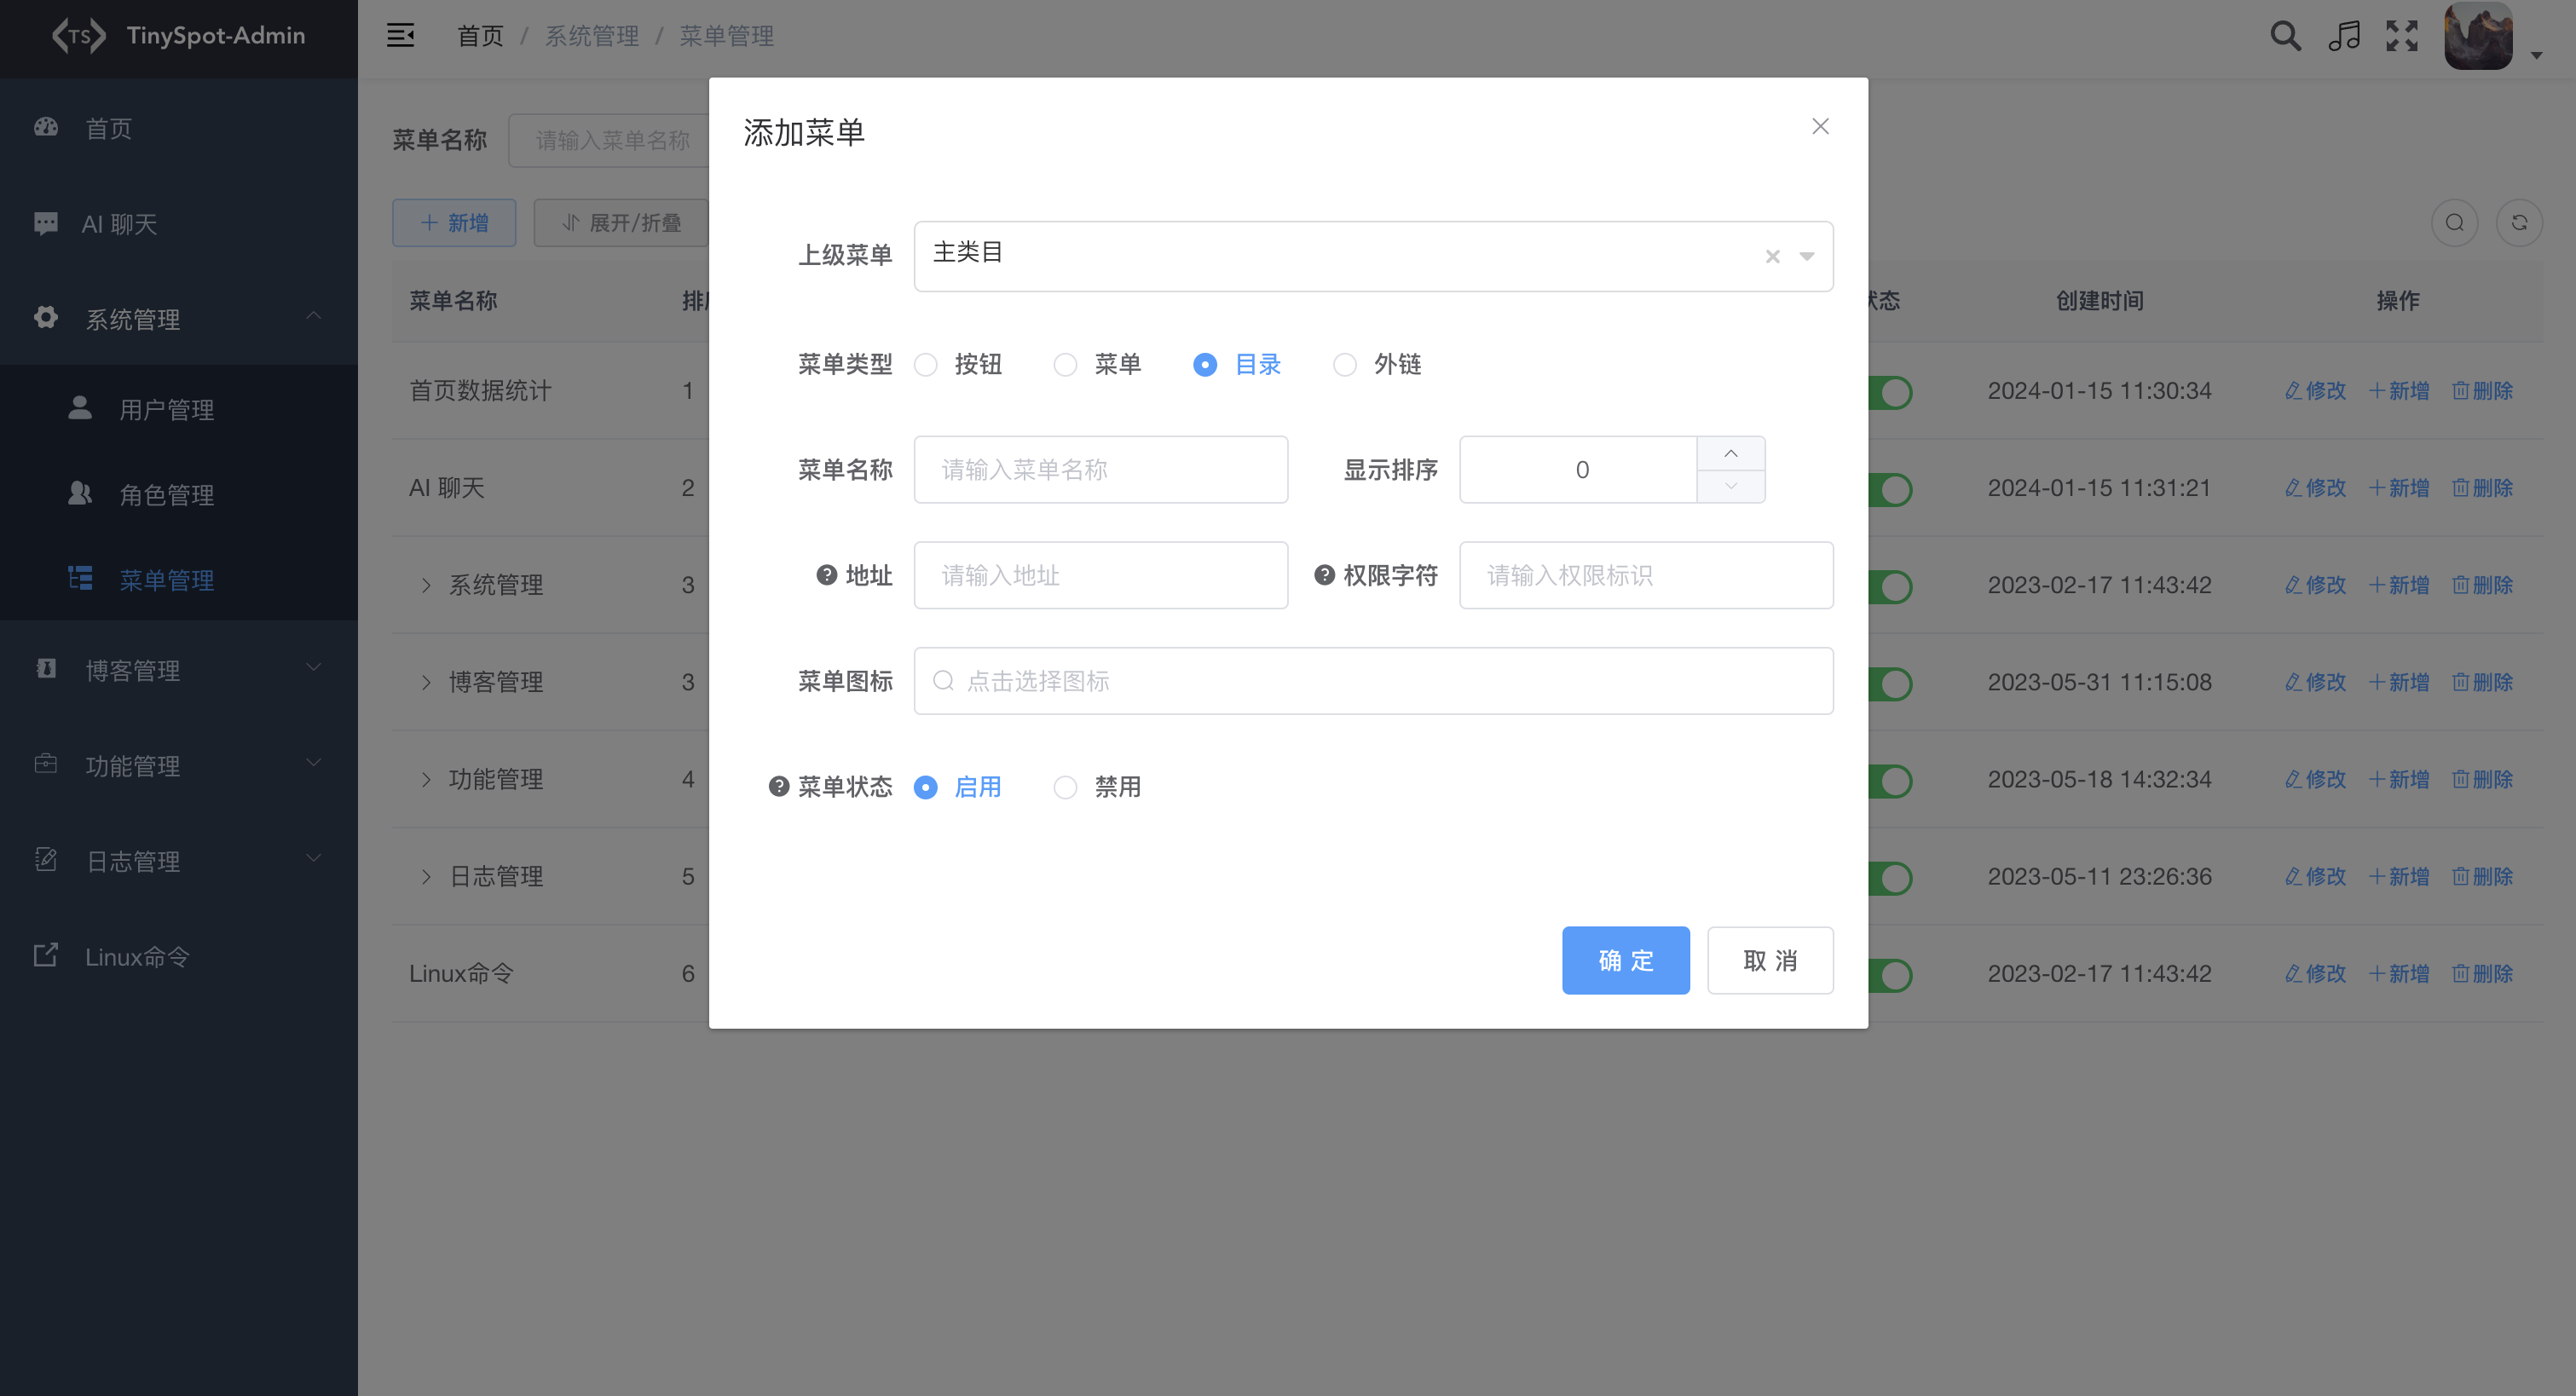 TS TinySpot-Admin
首页 / 系统管理 / 菜单管理
首页
AI 聊天
系统管理
用户管理
角色管理
菜单管理
博客管理
功能管理
日志管理
Linux命令
菜单名称 请输入菜单名称
新增 展开/折叠
菜单名称 状态 创建时间 操作
首页数据统计 1 2024-01-15 11:30:34 修改 新增 删除
AI 聊天 2 2024-01-15 11:31:21 修改 新增 删除
系统管理 3 2023-02-17 11:43:42 修改 新增 删除
博客管理 3 2023-05-31 11:15:08 修改 新增 删除
功能管理 4 2023-05-18 14:32:34 修改 新增 删除
日志管理 5 2023-05-11 23:26:36 修改 新增 删除
Linux命令 6 2023-02-17 11:43:42 修改 新增 删除
添加菜单
上级菜单 主类目
菜单类型 按钮 菜单 目录 外链
菜单名称 请输入菜单名称 显示排序 0
地址 请输入地址 权限字符 请输入权限标识
菜单图标 点击选择图标
菜单状态 启用 禁用
确 定 取 消